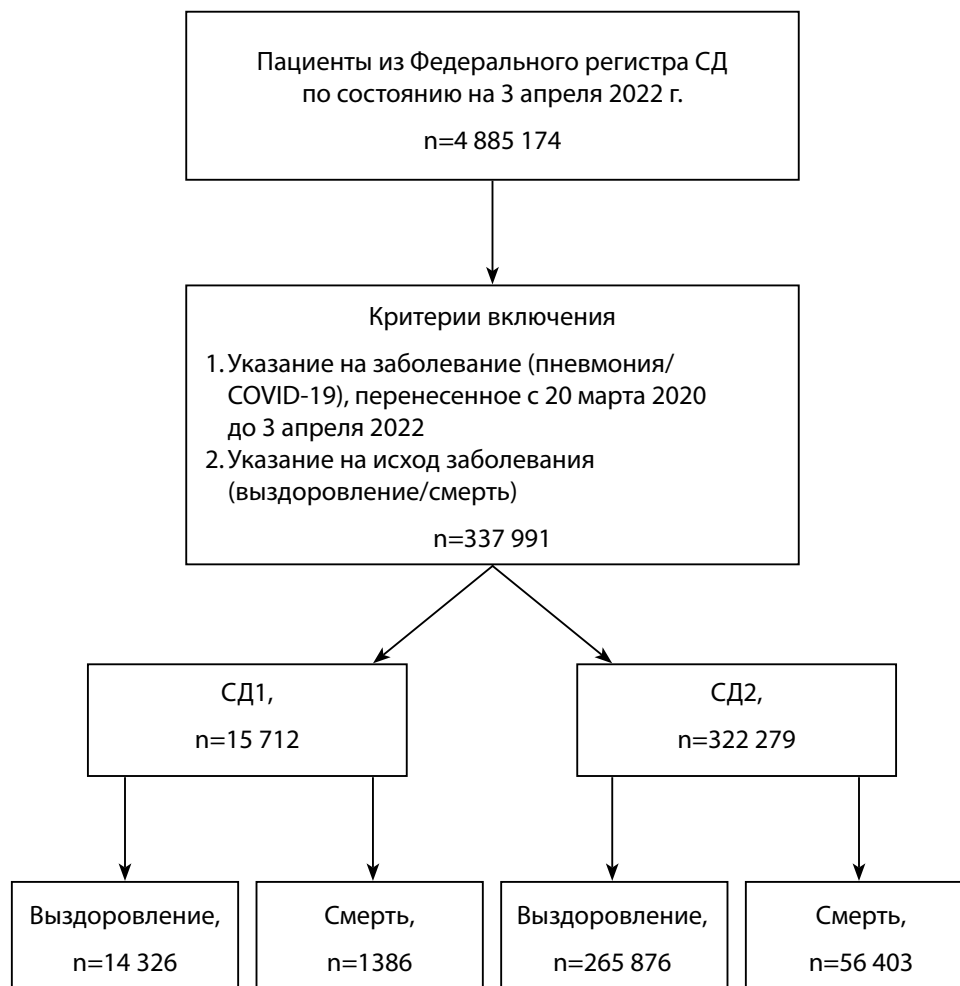 Пациенты из Федерального регистра СД
по состоянию на 3 апреля 2022 г.
n=4 885 174
Критерии включения
1. Указание на заболевание (пневмония/
COVID-19), перенесенное с 20 марта 2020
до 3 апреля 2022
2. Указание на исход заболевания
(выздоровление/смерть)
n=337 991
СД1,
n=15 712
СД2,
n=322 279
Выздоровление,
n=14 326
Смерть,
n=1386
Выздоровление,
n=265 876
Смерть,
n=56 403